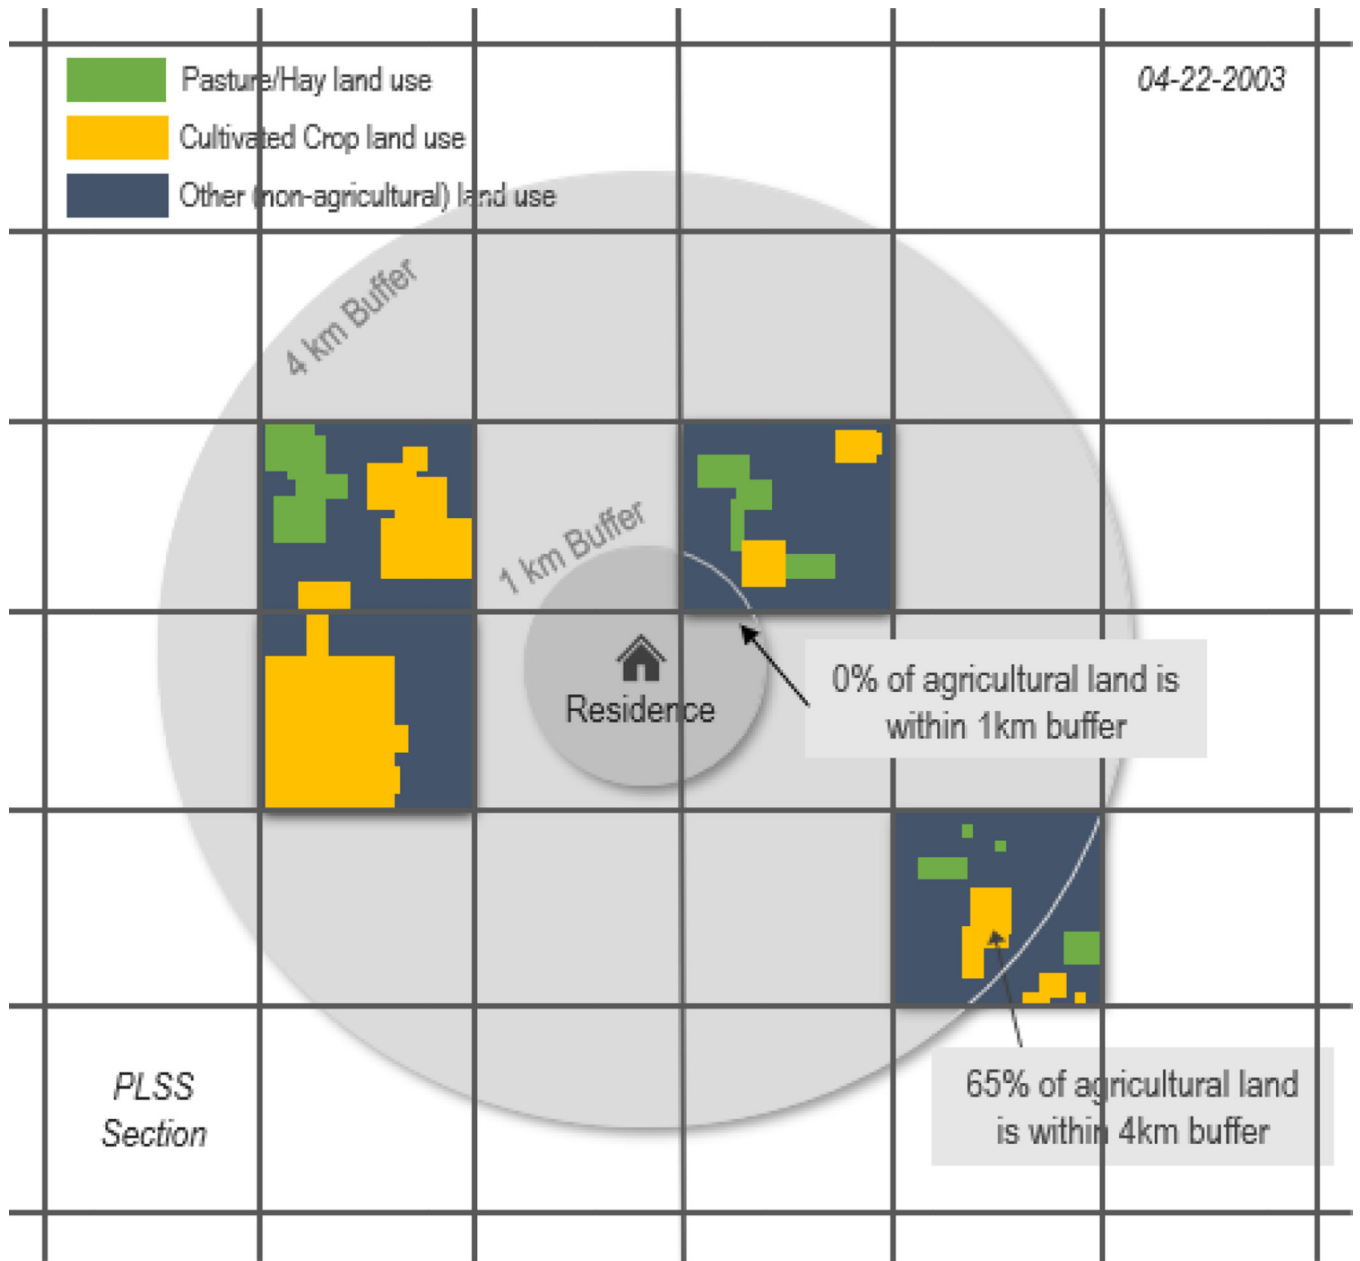 Pasture/Hay land use
04-22-2003
Cultivated Crop land use
Other (non-agricultural) land use
4 km Buffer
1 km Buffer
Residence
0% of agricultural land is
within 1km buffer
65% of agricultural land
is within 4km buffer
PLSS
Section